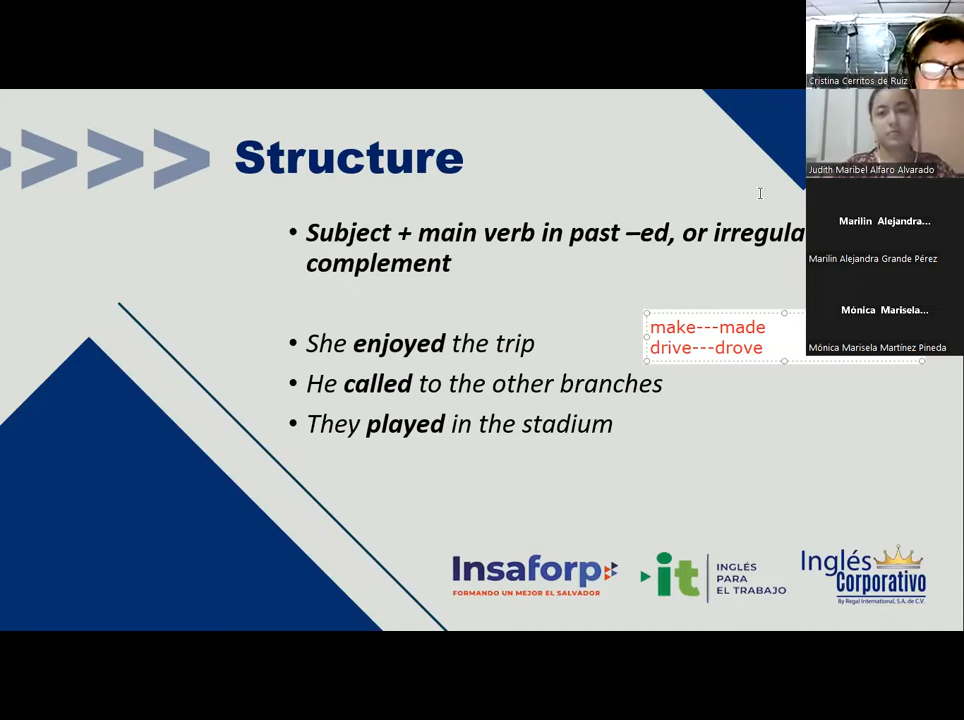 Cristina Cerritos de Ruiz
Judith Maribel Alfaro Alvarado
Marilin Alejandra...
Marilin Alejandra Grande Pérez
Mónica Marisela...
Mónica Marisela Martínez Pineda
>>>> Structure
• Subject + main verb in past –ed, or irregula
complement
• She enjoyed the trip
• He called to the other branches
• They played in the stadium
make---made
drive---drove
Insaforp
FORMANDO UN MEJOR EL SALVADOR
it
INGLÉS
PARA
EL TRABAJO
Inglés
Corporativo
By Regal International, S.A. de C.V.